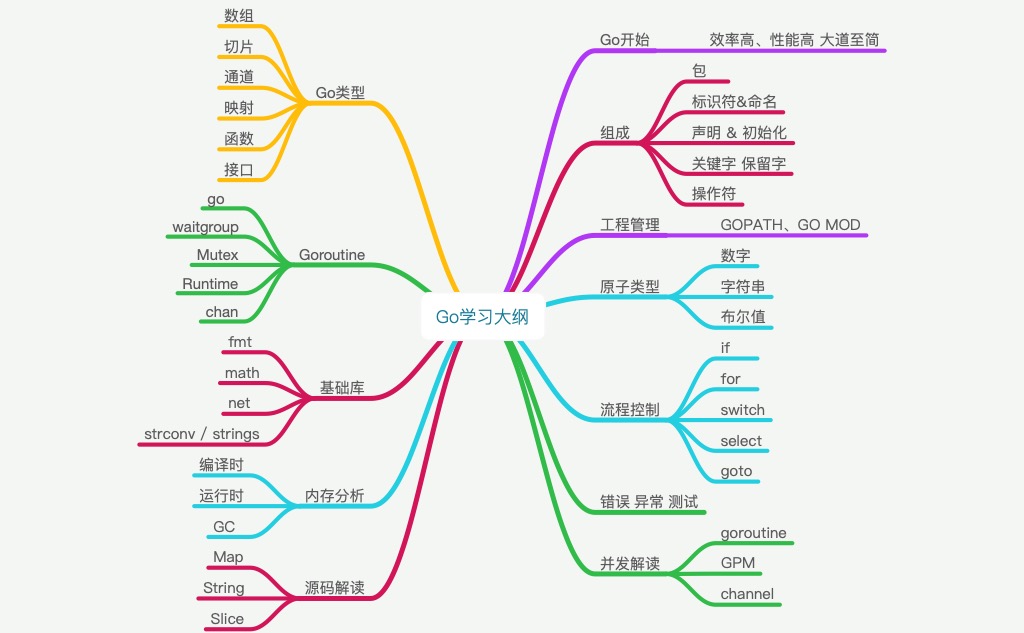 Go学习大纲
Go开始
效率高、性能高 大道至简
组成
包
标识符&命名
声明 & 初始化
关键字 保留字
操作符
工程管理
GOPATH、GO MOD
原子类型
数字
字符串
布尔值
流程控制
if
for
switch
select
goto
错误 异常 测试
并发解读
goroutine
GPM
channel
Go类型
数组
切片
通道
映射
函数
接口
Goroutine
go
waitgroup
Mutex
Runtime
chan
基础库
fmt
math
net
strconv / strings
内存分析
编译时
运行时
GC
源码解读
Map
String
Slice